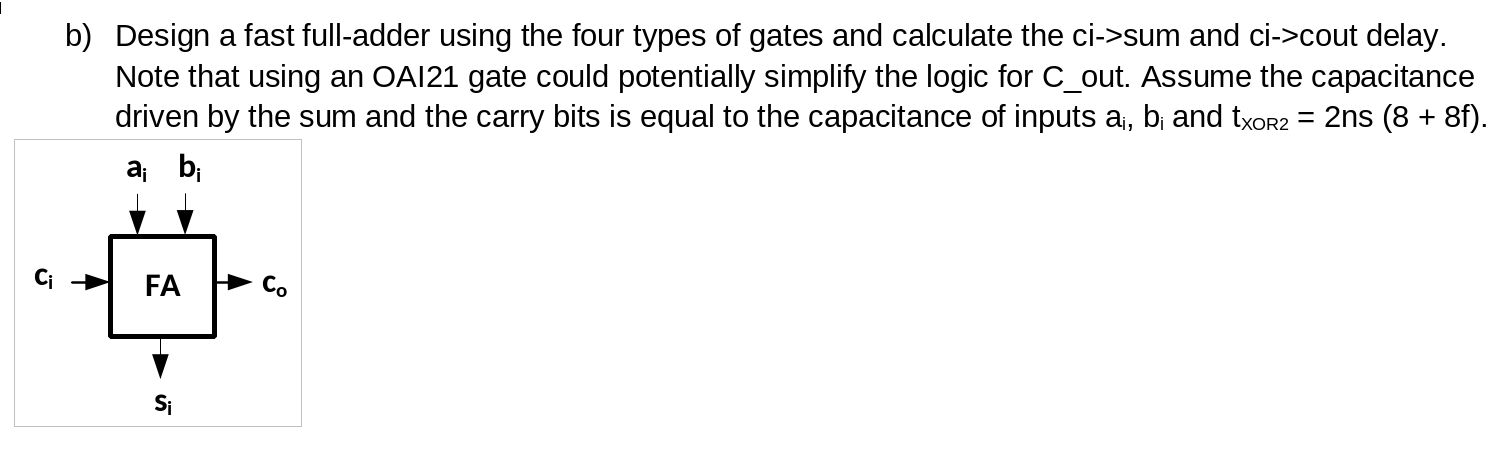 b) Design a fast full-adder using the four types of gates and calculate the ci->sum and ci->cout delay.
Note that using an OAI21 gate could potentially simplify the logic for C_out. Assume the capacitance
driven by the sum and the carry bits is equal to the capacitance of inputs aᵢ, bᵢ and tXOR2 = 2ns (8 + 8f).
aᵢ bᵢ
cᵢ FA cₒ
sᵢ